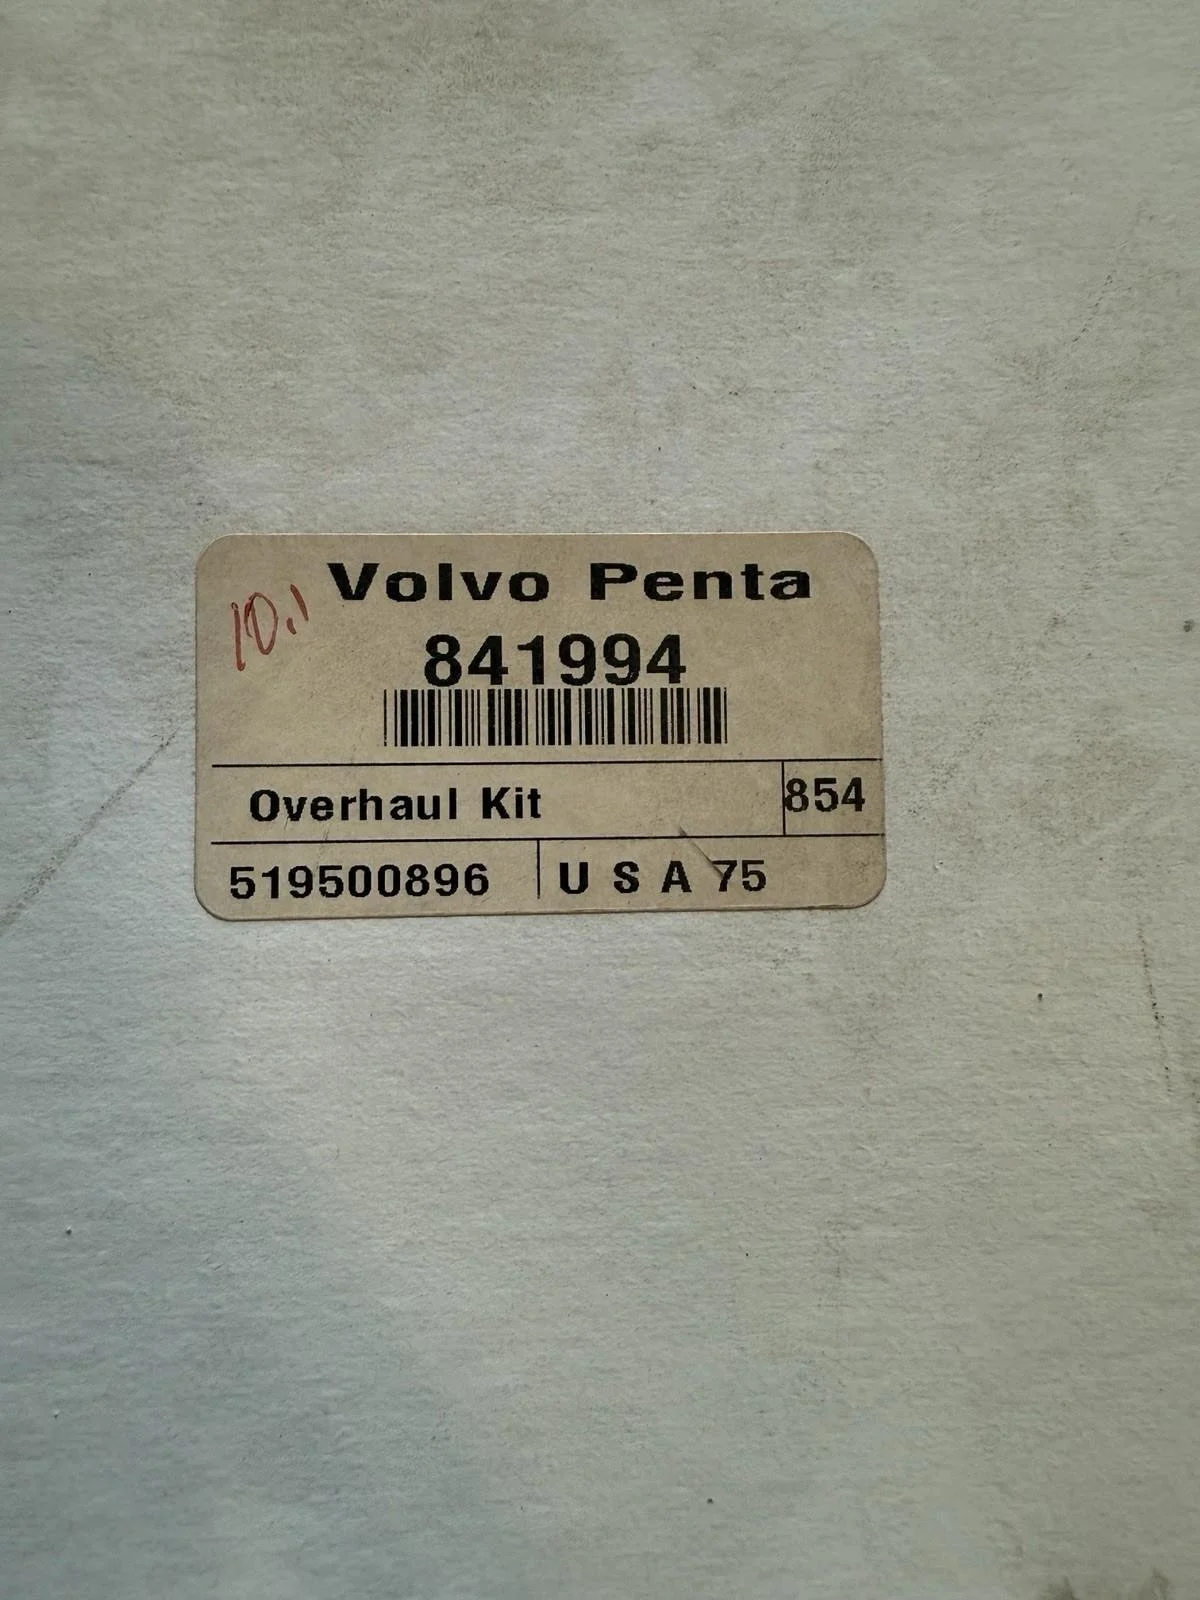 Volvo Penta
10.1
841994
Overhaul Kit 854
519500896 U S A 75